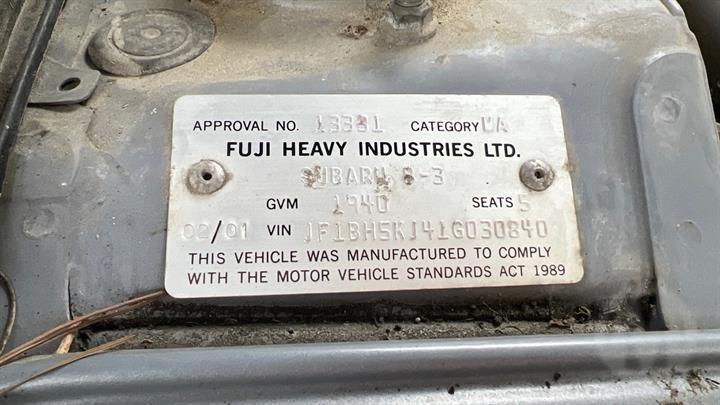 APPROVAL NO. 13331 CATEGORY MA
FUJI HEAVY INDUSTRIES LTD.
SUBARU B-3
GVM 1940 SEATS 5
02/01 VIN JF1BH5KJ41G030840
THIS VEHICLE WAS MANUFACTURED TO COMPLY
WITH THE MOTOR VEHICLE STANDARDS ACT 1989